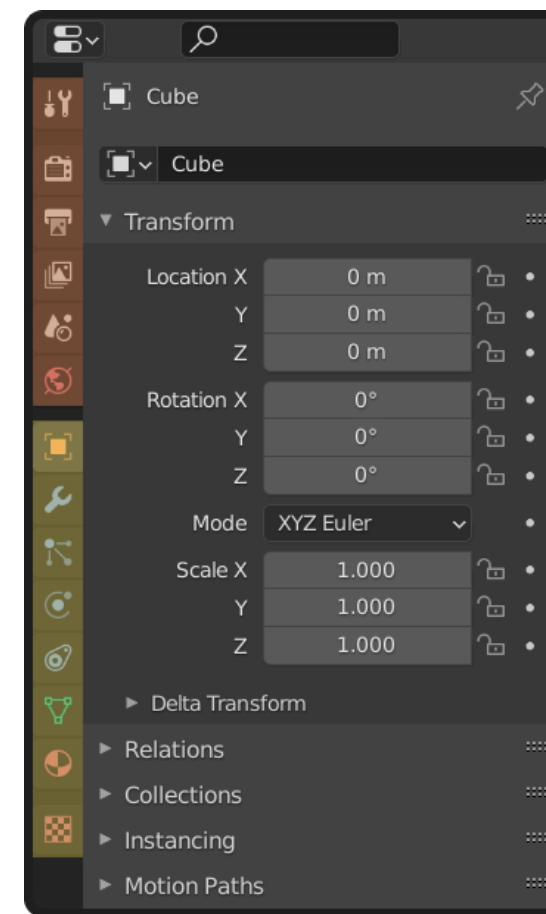 Cube
Cube
Transform
Location X 0 m
Y 0 m
Z 0 m
Rotation X 0°
Y 0°
Z 0°
Mode XYZ Euler
Scale X 1.000
Y 1.000
Z 1.000
Delta Transform
Relations
Collections
Instancing
Motion Paths